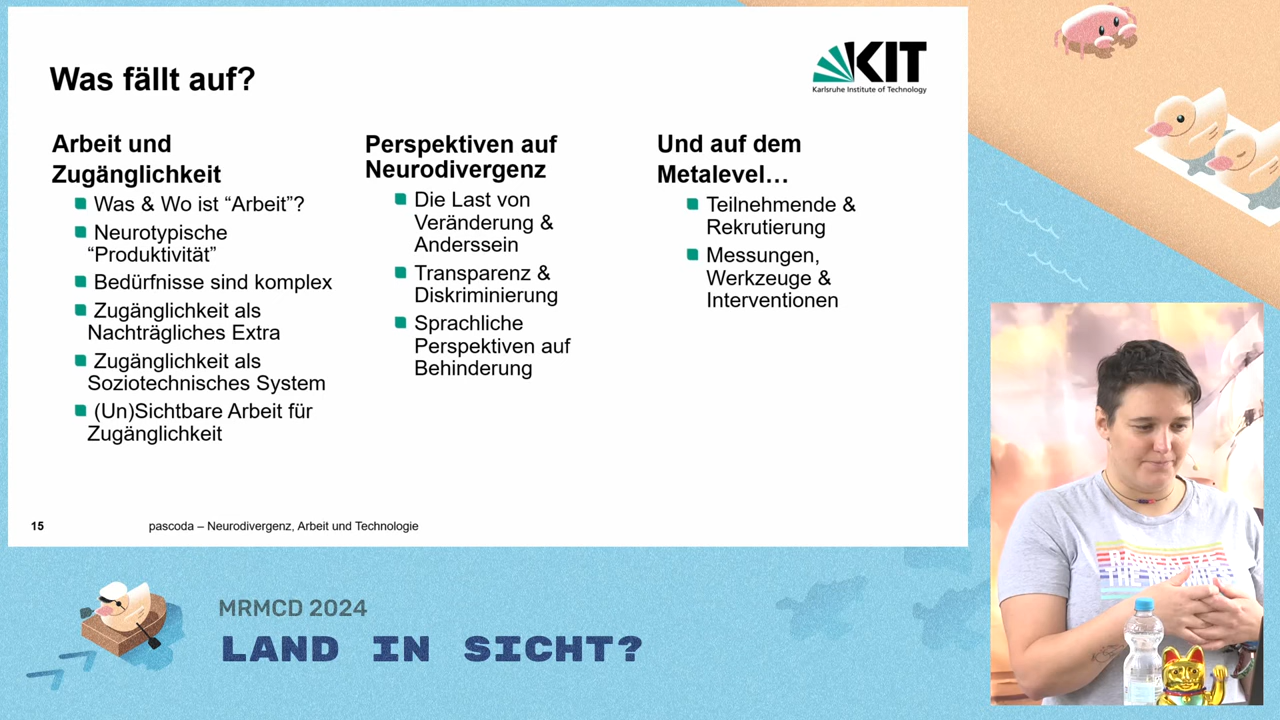 Was fällt auf?
KIT
Karlsruhe Institute of Technology
Arbeit und
Zugänglichkeit
Was & Wo ist “Arbeit”?
Neurotypische
“Produktivität”
Bedürfnisse sind komplex
Zugänglichkeit als
Nachträgliches Extra
Zugänglichkeit als
Soziotechnisches System
(Un)Sichtbare Arbeit für
Zugänglichkeit
Perspektiven auf
Neurodivergenz
Die Last von
Veränderung &
Anderssein
Transparenz &
Diskriminierung
Sprachliche
Perspektiven auf
Behinderung
Und auf dem
Metalevel…
Teilnehmende &
Rekrutierung
Messungen,
Werkzeuge &
Interventionen
15
pascoda – Neurodivergenz, Arbeit und Technologie
MRMCD 2024
LAND IN SICHT?